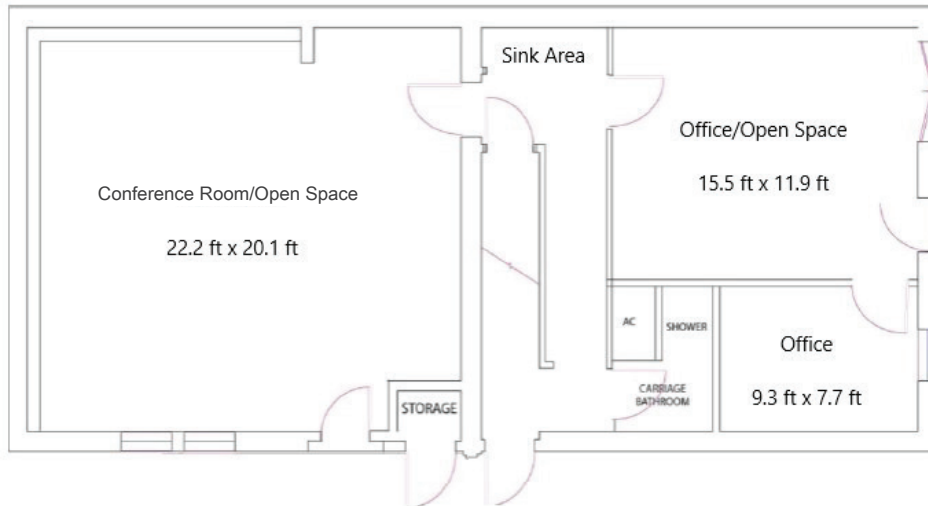 Sink Area
Office/Open Space
15.5 ft x 11.9 ft
Conference Room/Open Space
22.2 ft x 20.1 ft
AC
SHOWER
Office
9.3 ft x 7.7 ft
CARRIAGE
BATHROOM
STORAGE